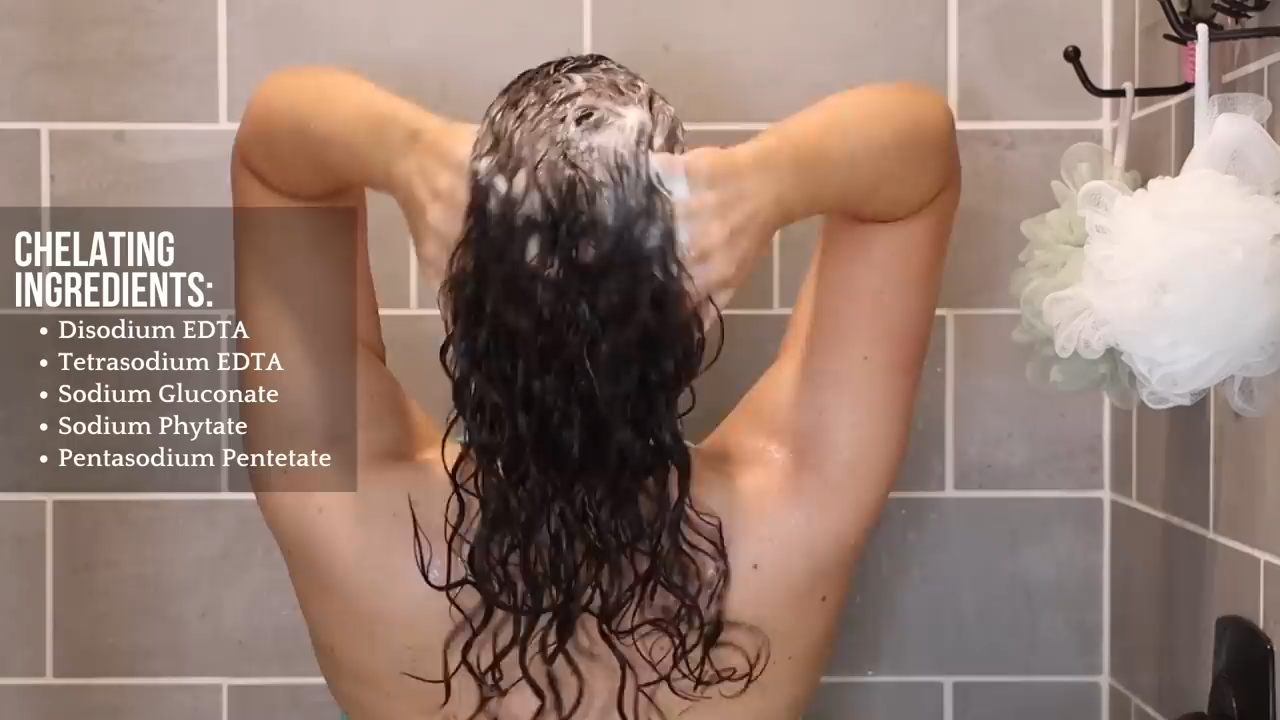 CHELATING
INGREDIENTS:
• Disodium EDTA
• Tetrasodium EDTA
• Sodium Gluconate
• Sodium Phytate
• Pentasodium Pentetate